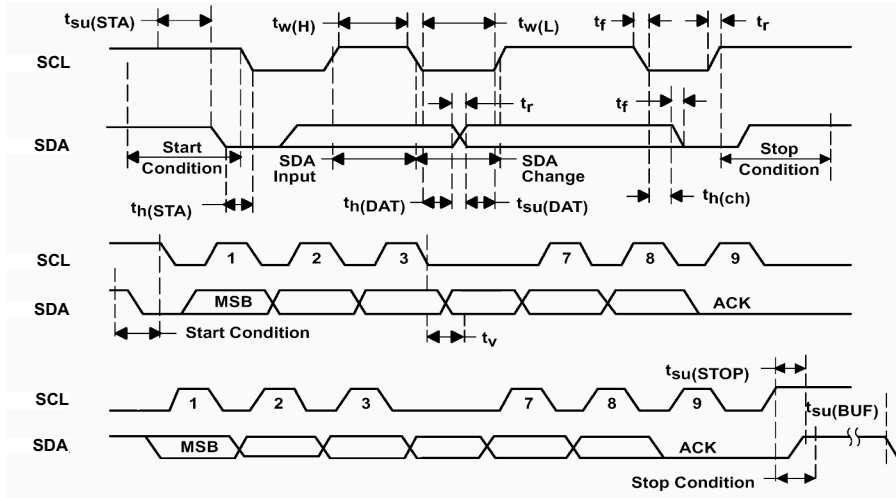 tsu(STA) tw(H) tw(L) tf tr
SCL
tr tf
SDA
Start
Condition
SDA
Input
SDA
Change
Stop
Condition
th(STA) th(DAT) tsu(DAT) th(ch)
SCL 1 2 3 7 8 9
SDA MSB ACK
Start Condition tv
tsu(STOP)
SCL 1 2 3 7 8 9
tsu(BUF)
SDA MSB ACK
Stop Condition